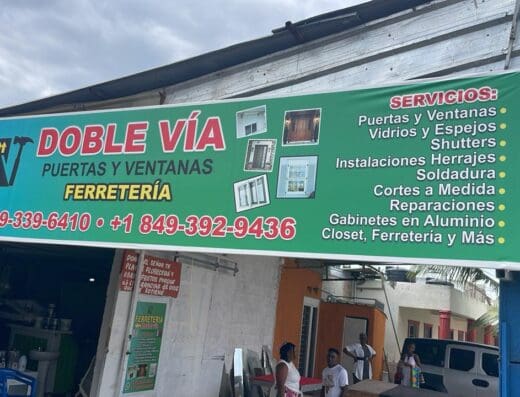 DOBLE VÍA
PUERTAS Y VENTANAS
FERRETERÍA
9-339-6410 • +1 849-392-9436
SERVICIOS:
Puertas y Ventanas
Vidrios y Espejos
Shutters
Instalaciones Herrajes
Soldadura
Cortes a Medida
Reparaciones
Gabinetes en Aluminio
Closet, Ferretería y Más
FERRETERIA